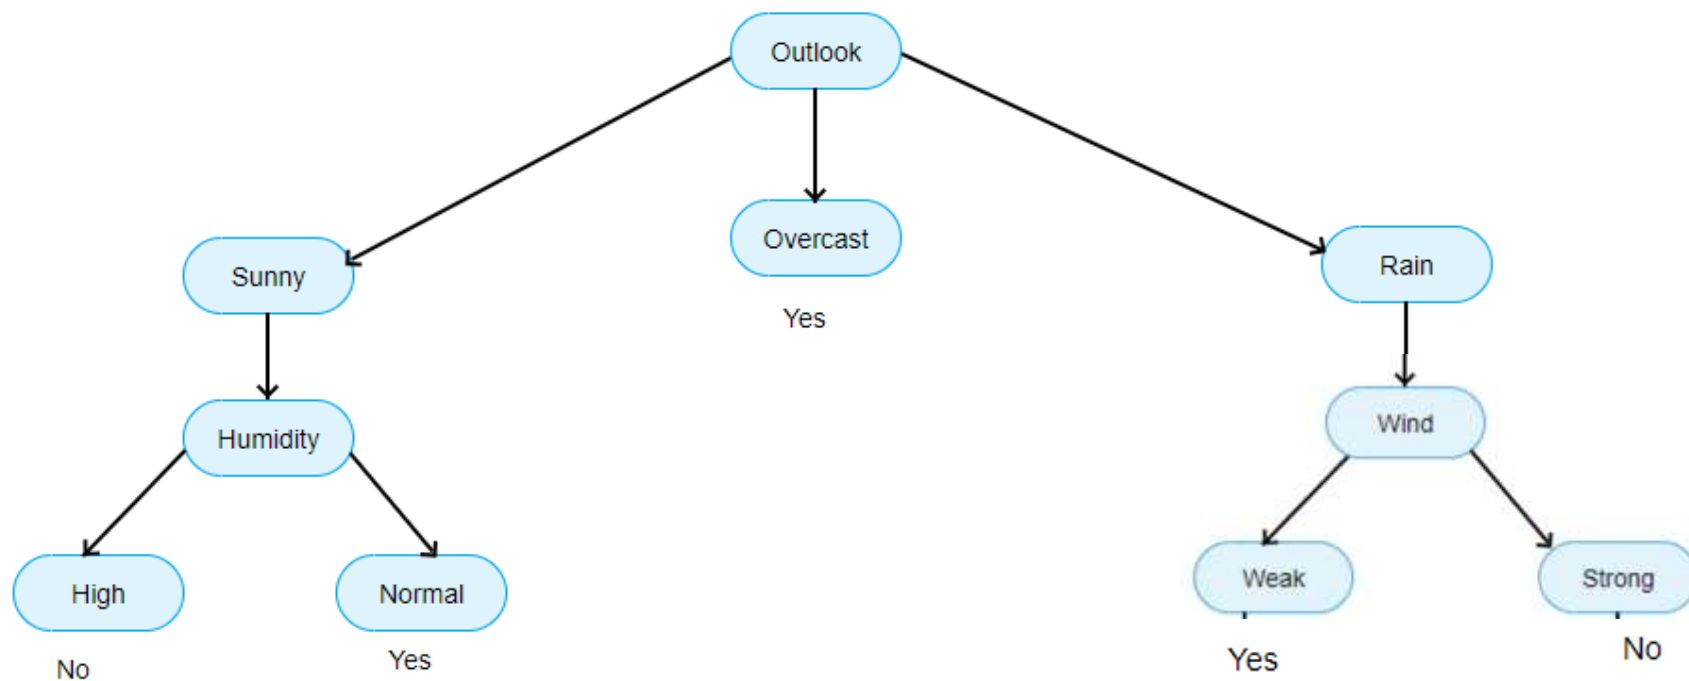 Outlook
Overcast
Sunny
Rain
Yes
Humidity
Wind
High
Normal
Weak
Strong
No
Yes
Yes
No